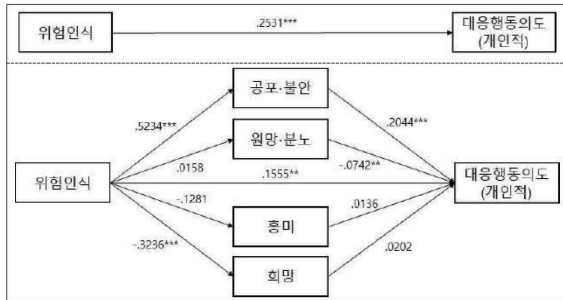 .2531***
위험인식
대응행동의도
(개인적)
공포·불안
.5234***
.2044***
원망·분노
.0158
-.0742**
위험인식
.1555**
대응행동의도
(개인적)
-.1281
.0136
흥미
-.3236***
.0202
희망